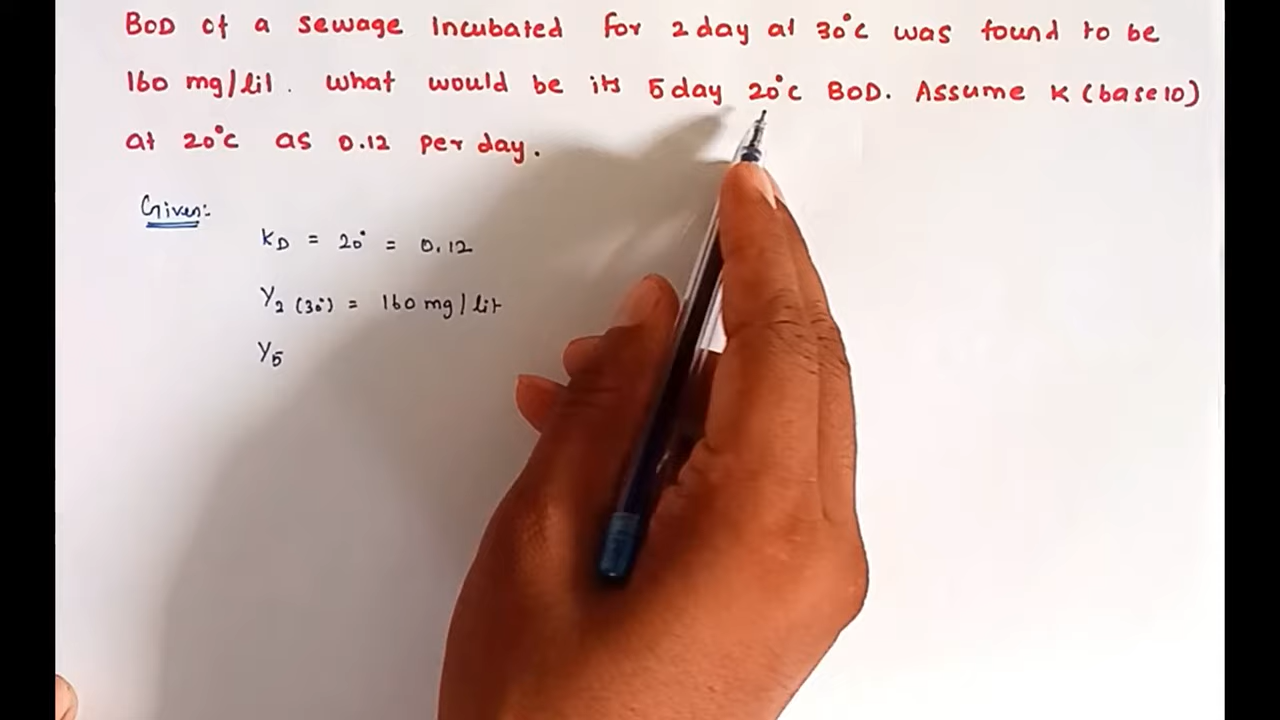 BOD of a sewage incubated for 2 day at 30°C was found to be
160 mg/lit. What would be its 5 day 20°C BOD. Assume K (base 10)
at 20°C as 0.12 per day.
Given:
KD = 20° = 0.12
Y2 (30°) = 160 mg/lit
Y5